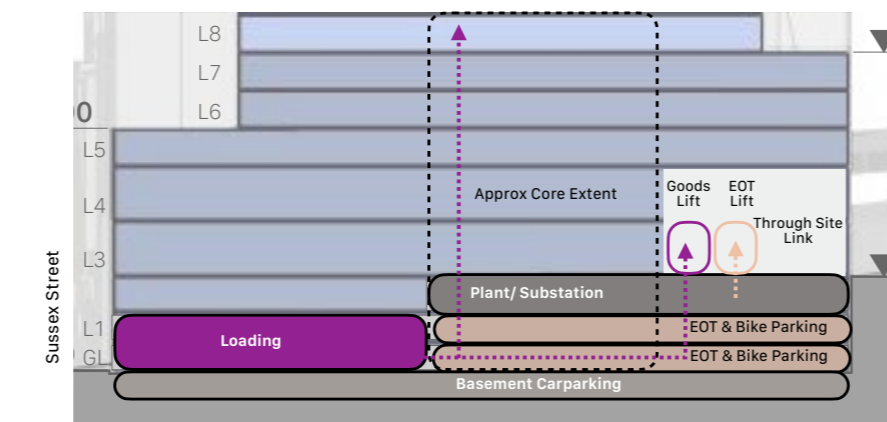 L8
L7
L6
0
L5
L4
L3
L1
GL
Sussex Street
Approx Core Extent
Goods
Lift
EOT
Lift
Through Site
Link
Plant/ Substation
Loading
EOT & Bike Parking
EOT & Bike Parking
Basement Carparking